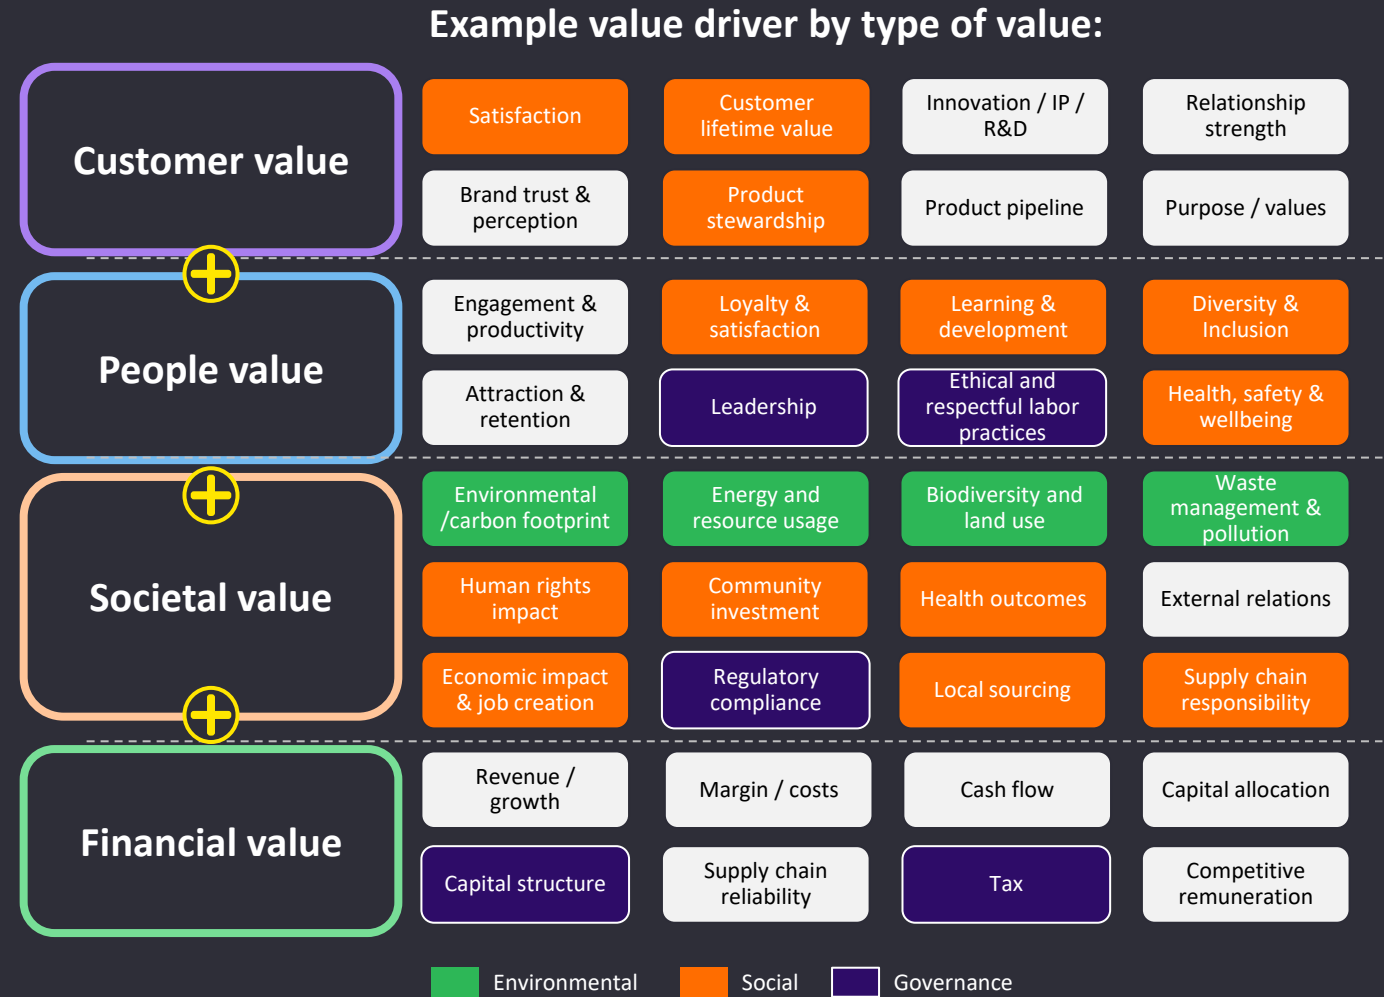 Example value driver by type of value:
Customer value
Satisfaction
Customer
lifetime value
Innovation / IP /
R&D
Relationship
strength
Brand trust &
perception
Product
stewardship
Product pipeline
Purpose / values
People value
Engagement &
productivity
Loyalty &
satisfaction
Learning &
development
Diversity &
Inclusion
Attraction &
retention
Leadership
Ethical and
respectful labor
practices
Health, safety &
wellbeing
Societal value
Environmental
/carbon footprint
Energy and
resource usage
Biodiversity and
land use
Waste
management &
pollution
Human rights
impact
Community
investment
Health outcomes
External relations
Economic impact
& job creation
Regulatory
compliance
Local sourcing
Supply chain
responsibility
Financial value
Revenue /
growth
Margin / costs
Cash flow
Capital allocation
Capital structure
Supply chain
reliability
Tax
Competitive
remuneration
Environmental
Social
Governance